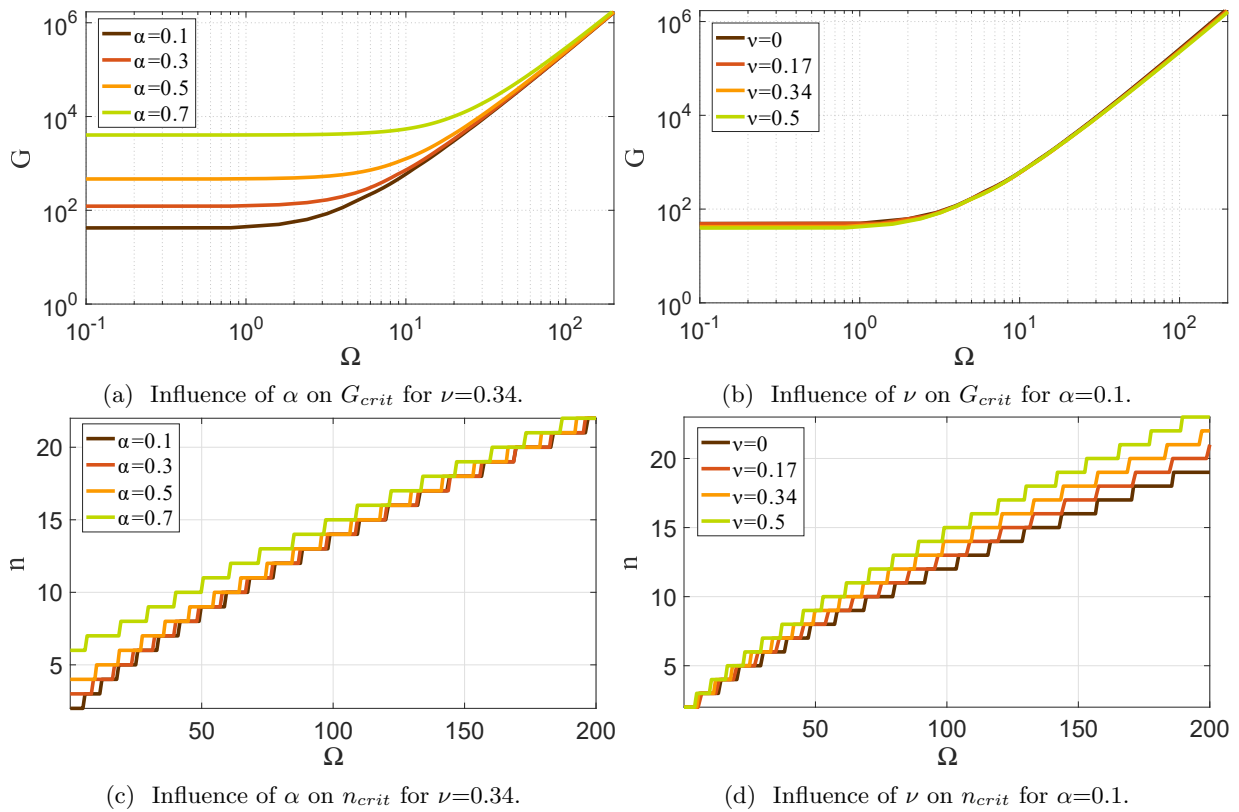 10^6
10^4
10^2
10^0
G
α=0.1
α=0.3
α=0.5
α=0.7
10^-1 10^0 10^1 10^2
Ω
(a) Influence of α on G_crit for ν=0.34.
10^6
10^4
10^2
10^0
G
ν=0
ν=0.17
ν=0.34
ν=0.5
10^-1 10^0 10^1 10^2
Ω
(b) Influence of ν on G_crit for α=0.1.
20
15
10
5
n
α=0.1
α=0.3
α=0.5
α=0.7
50 100 150 200
Ω
(c) Influence of α on n_crit for ν=0.34.
20
15
10
5
n
ν=0
ν=0.17
ν=0.34
ν=0.5
50 100 150 200
Ω
(d) Influence of ν on n_crit for α=0.1.